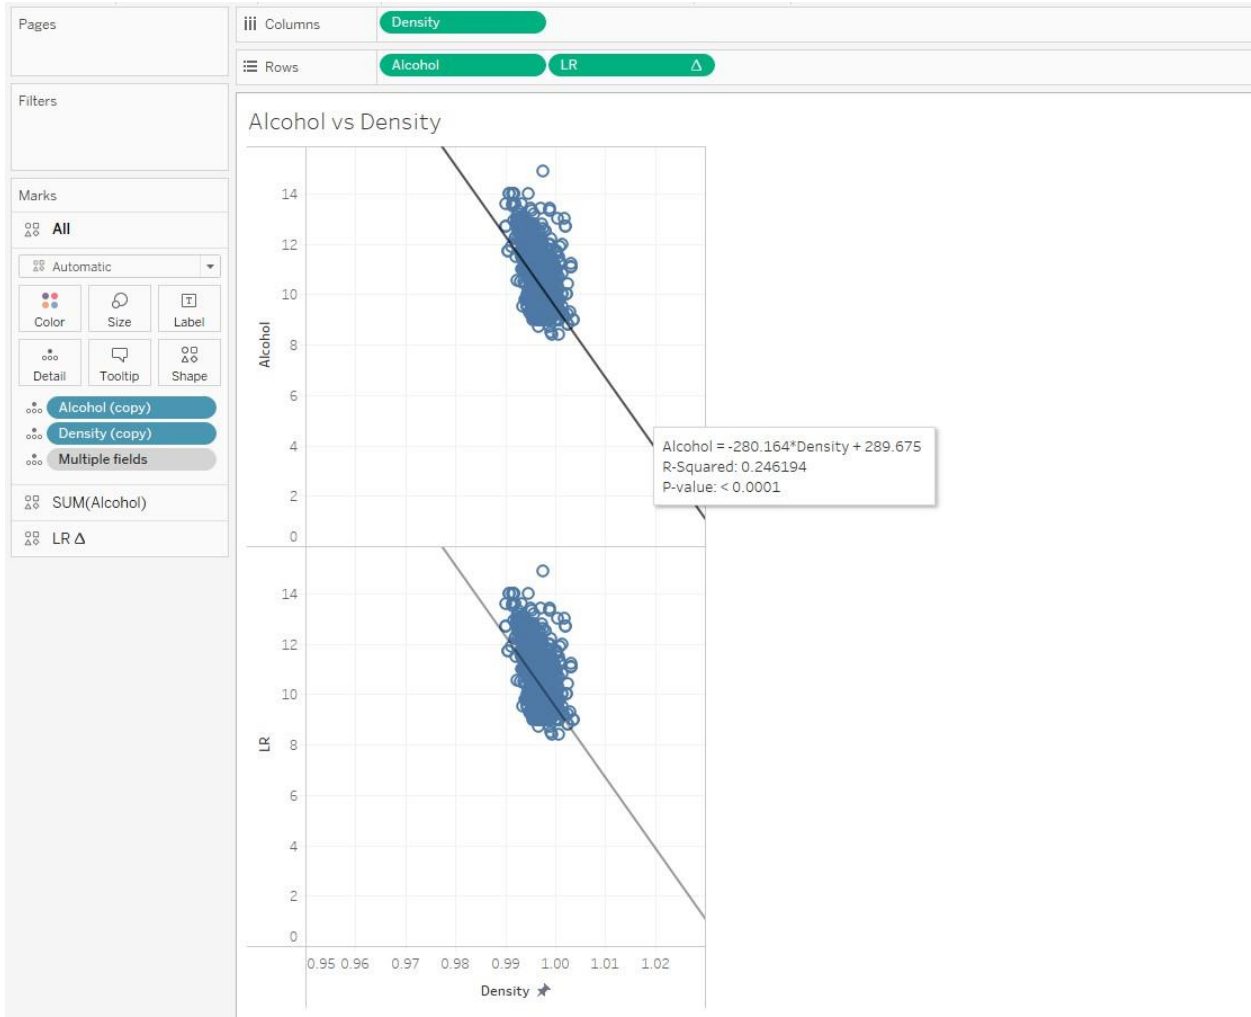 Pages
Columns
Density
Rows
Alcohol
LR Δ
Filters
Marks
All
Automatic
Color
Size
Label
Detail
Tooltip
Shape
Alcohol (copy)
Density (copy)
Multiple fields
SUM(Alcohol)
LR Δ
Alcohol vs Density
14
12
10
8
6
4
2
0
Alcohol
Alcohol = -280.164*Density + 289.675
R-Squared: 0.246194
P-value: < 0.0001
14
12
10
8
6
4
2
0
LR
0.95 0.96 0.97 0.98 0.99 1.00 1.01 1.02
Density